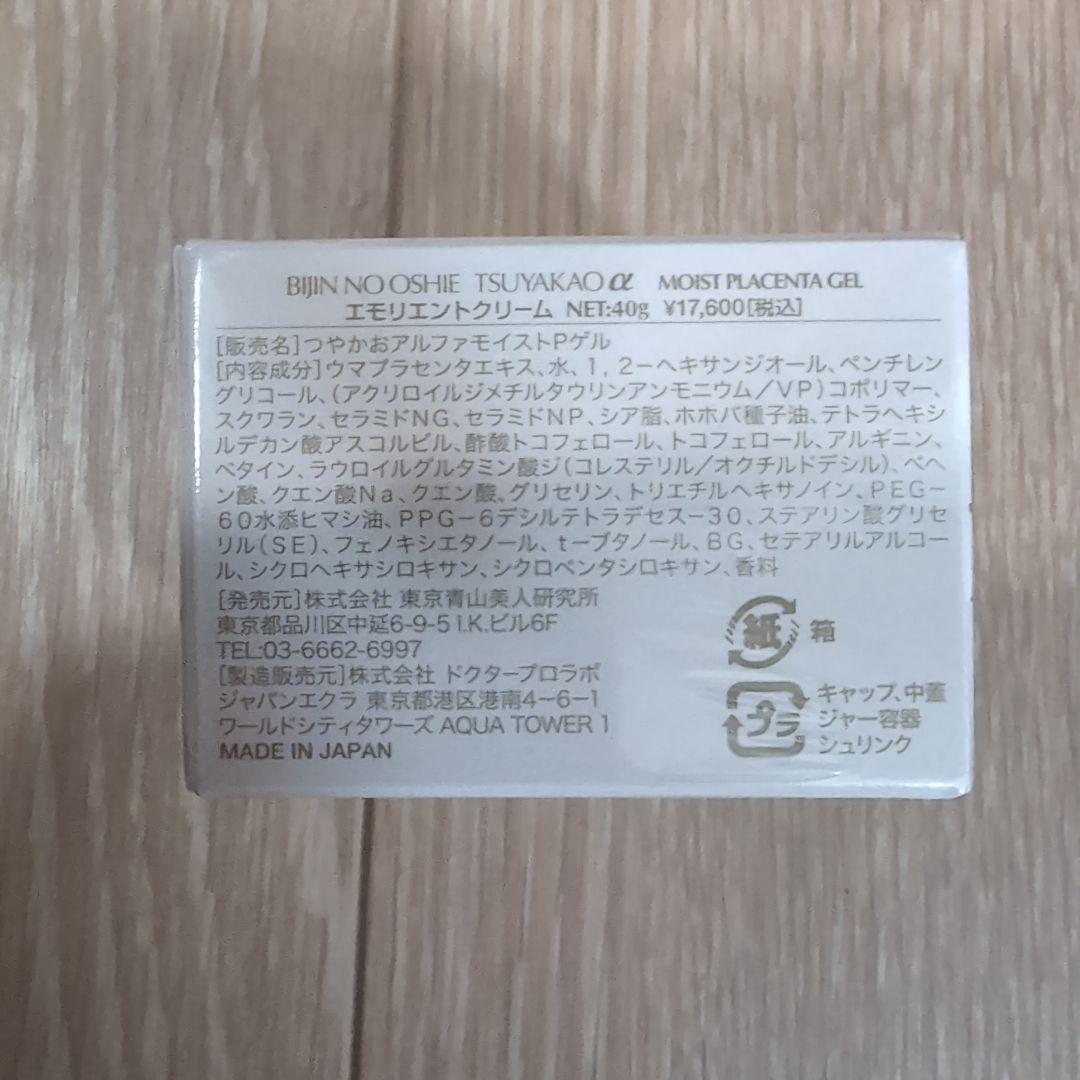 BIJIN NO OSHIE TSUYAKAO α MOIST PLACENTA GEL
エモリエントクリーム NET:40g ¥17,600[税込]
[販売名]つやかおアルファモイストPゲル
[内容成分]ウマプラセンタエキス、水、1，2－ヘキサンジオール、ペンチレン
グリコール、(アクリロイルジメチルタウリンアンモニウム／VP)コポリマー、
スクワラン、セラミドNG、セラミドNP、シア脂、ホホバ種子油、テトラヘキシ
ルデカン酸アスコルビル、酢酸トコフェロール、トコフェロール、アルギニン、
ベタイン、ラウロイルグルタミン酸ジ(コレステリル／オクチルドデシル)、ベヘ
ン酸、クエン酸Na、クエン酸、グリセリン、トリエチルヘキサノイン、PEG－
60水添ヒマシ油、PPG－6デシルテトラデセス－30、ステアリン酸グリセ
リル(SE)、フェノキシエタノール、t－ブタノール、BG、セテアリルアルコー
ル、シクロヘキサシロキサン、シクロペンタシロキサン、香料
[発売元]株式会社 東京青山美人研究所
東京都品川区中延6-9-5 I.K.ビル6F
TEL:03-6662-6997
[製造販売元]株式会社 ドクタープロラボ
ジャパンエクラ 東京都港区港南4－6－1
ワールドシティタワーズ AQUA TOWER 1
MADE IN JAPAN
紙 箱
プラ キャップ、中蓋
ジャー容器
シュリンク